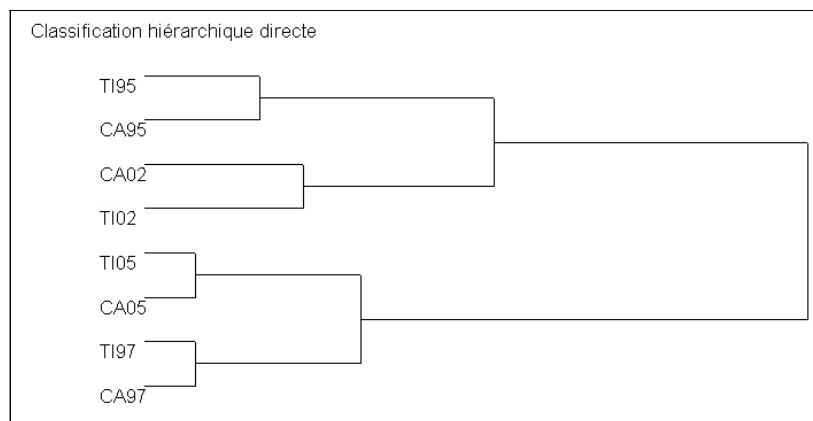 Classification hiérarchique directe
TI95
CA95
CA02
TI02
TI05
CA05
TI97
CA97